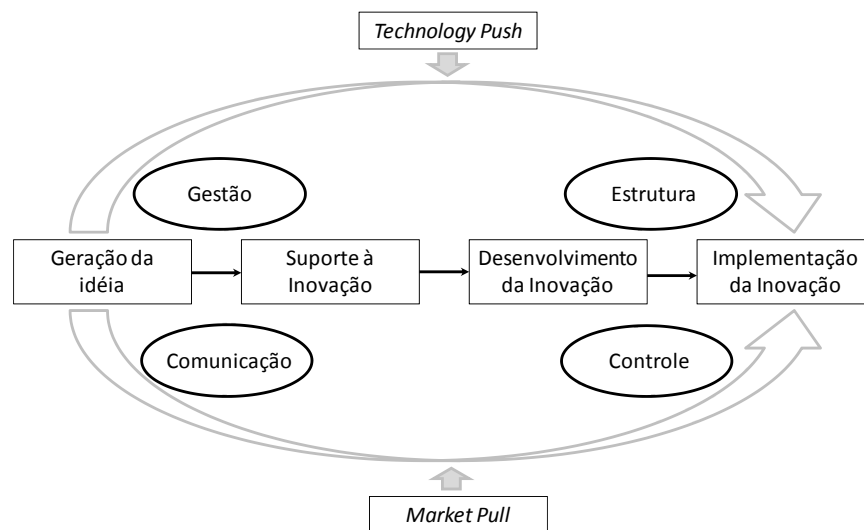 Technology Push
Gestão
Estrutura
Geração da
idéia
Suporte à
Inovação
Desenvolvimento
da Inovação
Implementação
da Inovação
Comunicação
Controle
Market Pull